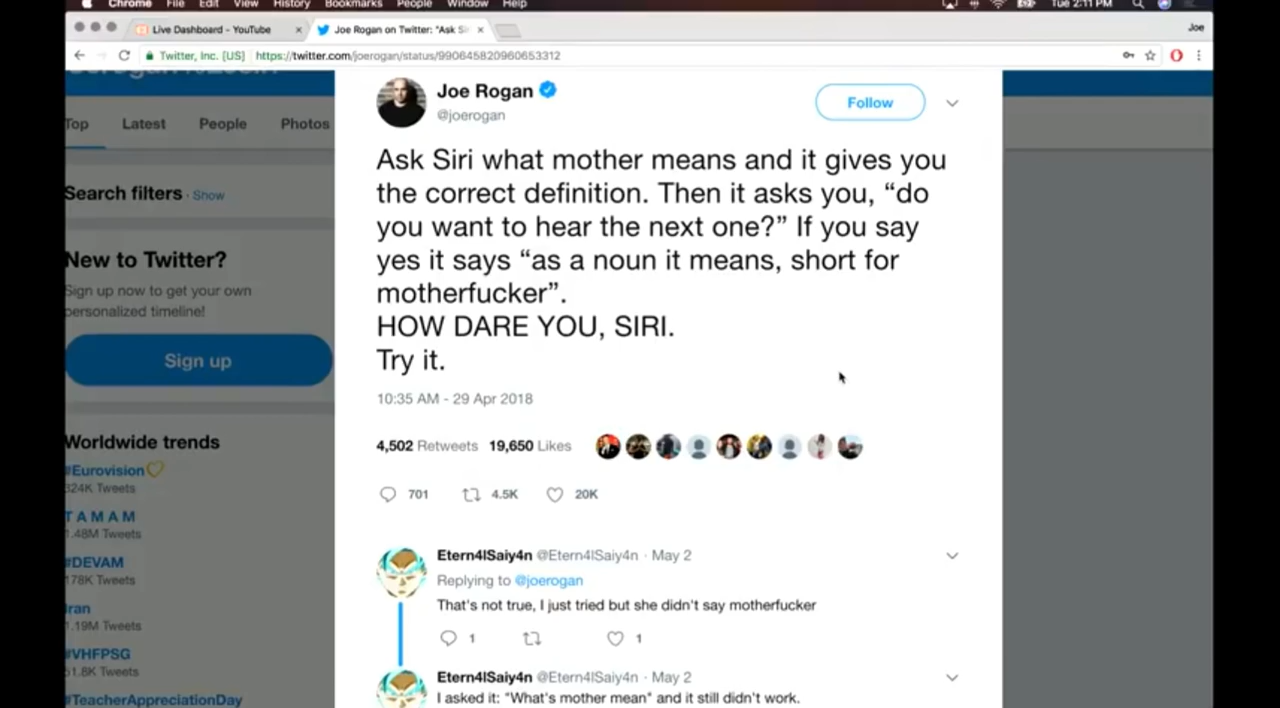 Chrome File Edit View History Bookmarks People Window Help Tue 2:11 PM
Live Dashboard - YouTube
Joe Rogan on Twitter: "Ask Si
Joe
Twitter, Inc. [US] https://twitter.com/joerogan/status/990645820960653312
Top Latest People Photos
Search filters · Show
New to Twitter?
Sign up now to get your own
personalized timeline!
Sign up
Worldwide trends
#Eurovision
324K Tweets
T A M A M
1.48M Tweets
#DEVAM
178K Tweets
Iran
1.19M Tweets
#VHFPSG
51.8K Tweets
#TeacherAppreciationDay
Joe Rogan
@joerogan
Follow
Ask Siri what mother means and it gives you
the correct definition. Then it asks you, “do
you want to hear the next one?” If you say
yes it says “as a noun it means, short for
motherfucker”.
HOW DARE YOU, SIRI.
Try it.
10:35 AM - 29 Apr 2018
4,502 Retweets 19,650 Likes
701 4.5K 20K
Etern4lSaiy4n @Etern4lSaiy4n · May 2
Replying to @joerogan
That's not true, I just tried but she didn't say motherfucker
1 1
Etern4lSaiy4n @Etern4lSaiy4n · May 2
I asked it: "What's mother mean" and it still didn't work.